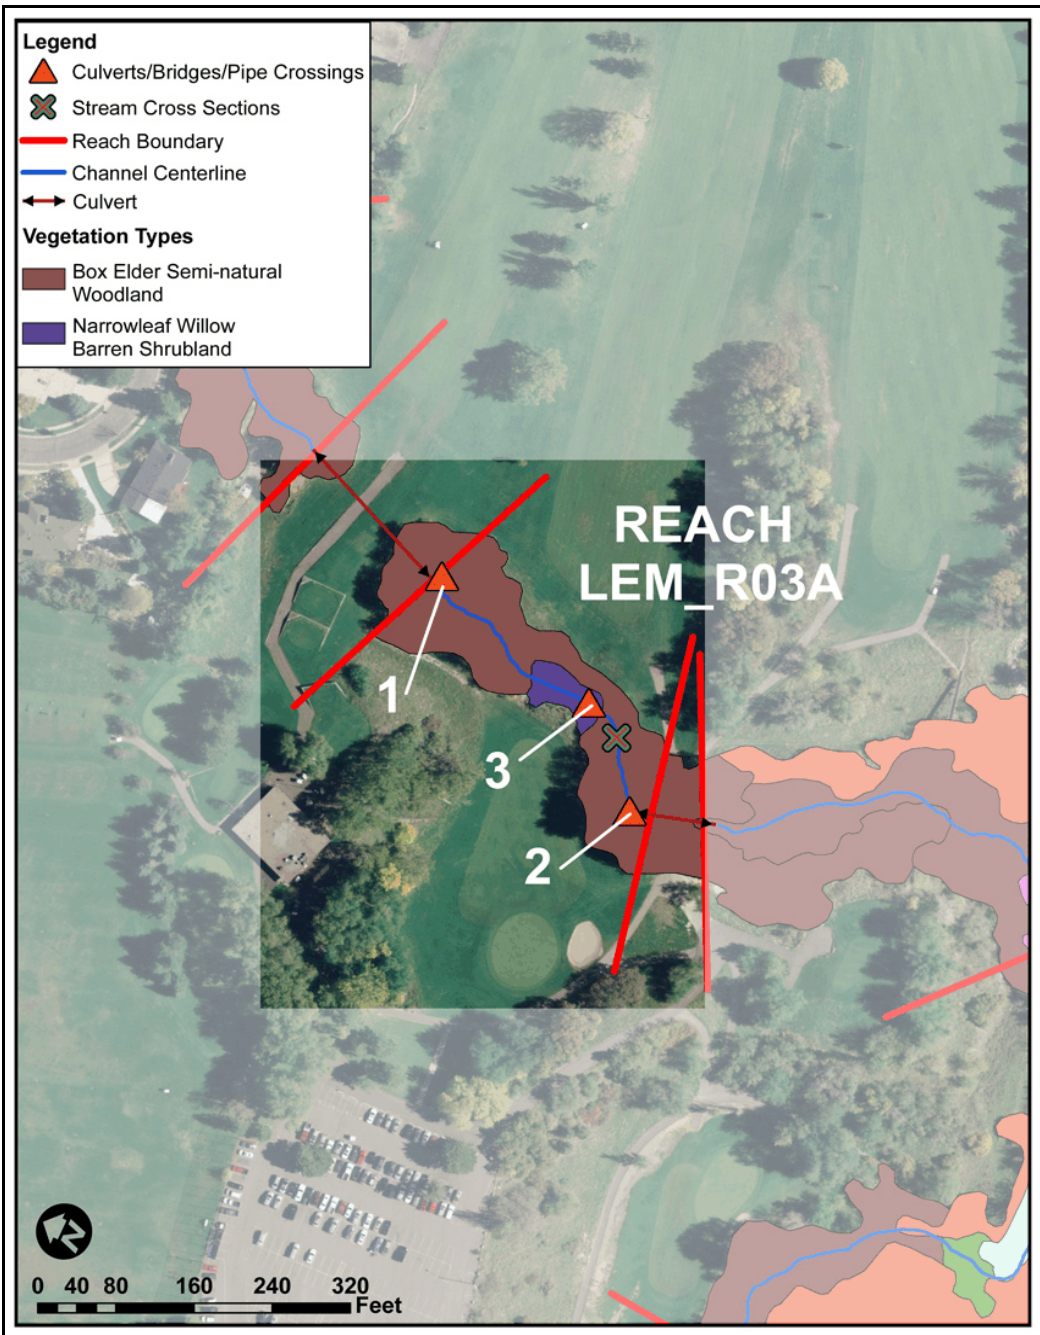 Legend
Culverts/Bridges/Pipe Crossings
Stream Cross Sections
Reach Boundary
Channel Centerline
Culvert
Vegetation Types
Box Elder Semi-natural
Woodland
Narrowleaf Willow
Barren Shrubland
REACH
LEM_R03A
1
3
2
N
0 40 80 160 240 320
Feet